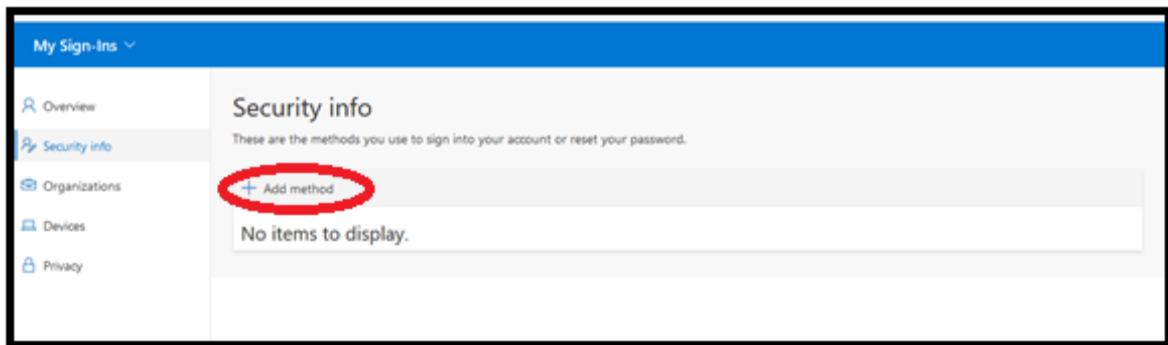 My Sign-Ins
Overview
Security info
Organizations
Devices
Privacy
Security info
These are the methods you use to sign into your account or reset your password.
+ Add method
No items to display.